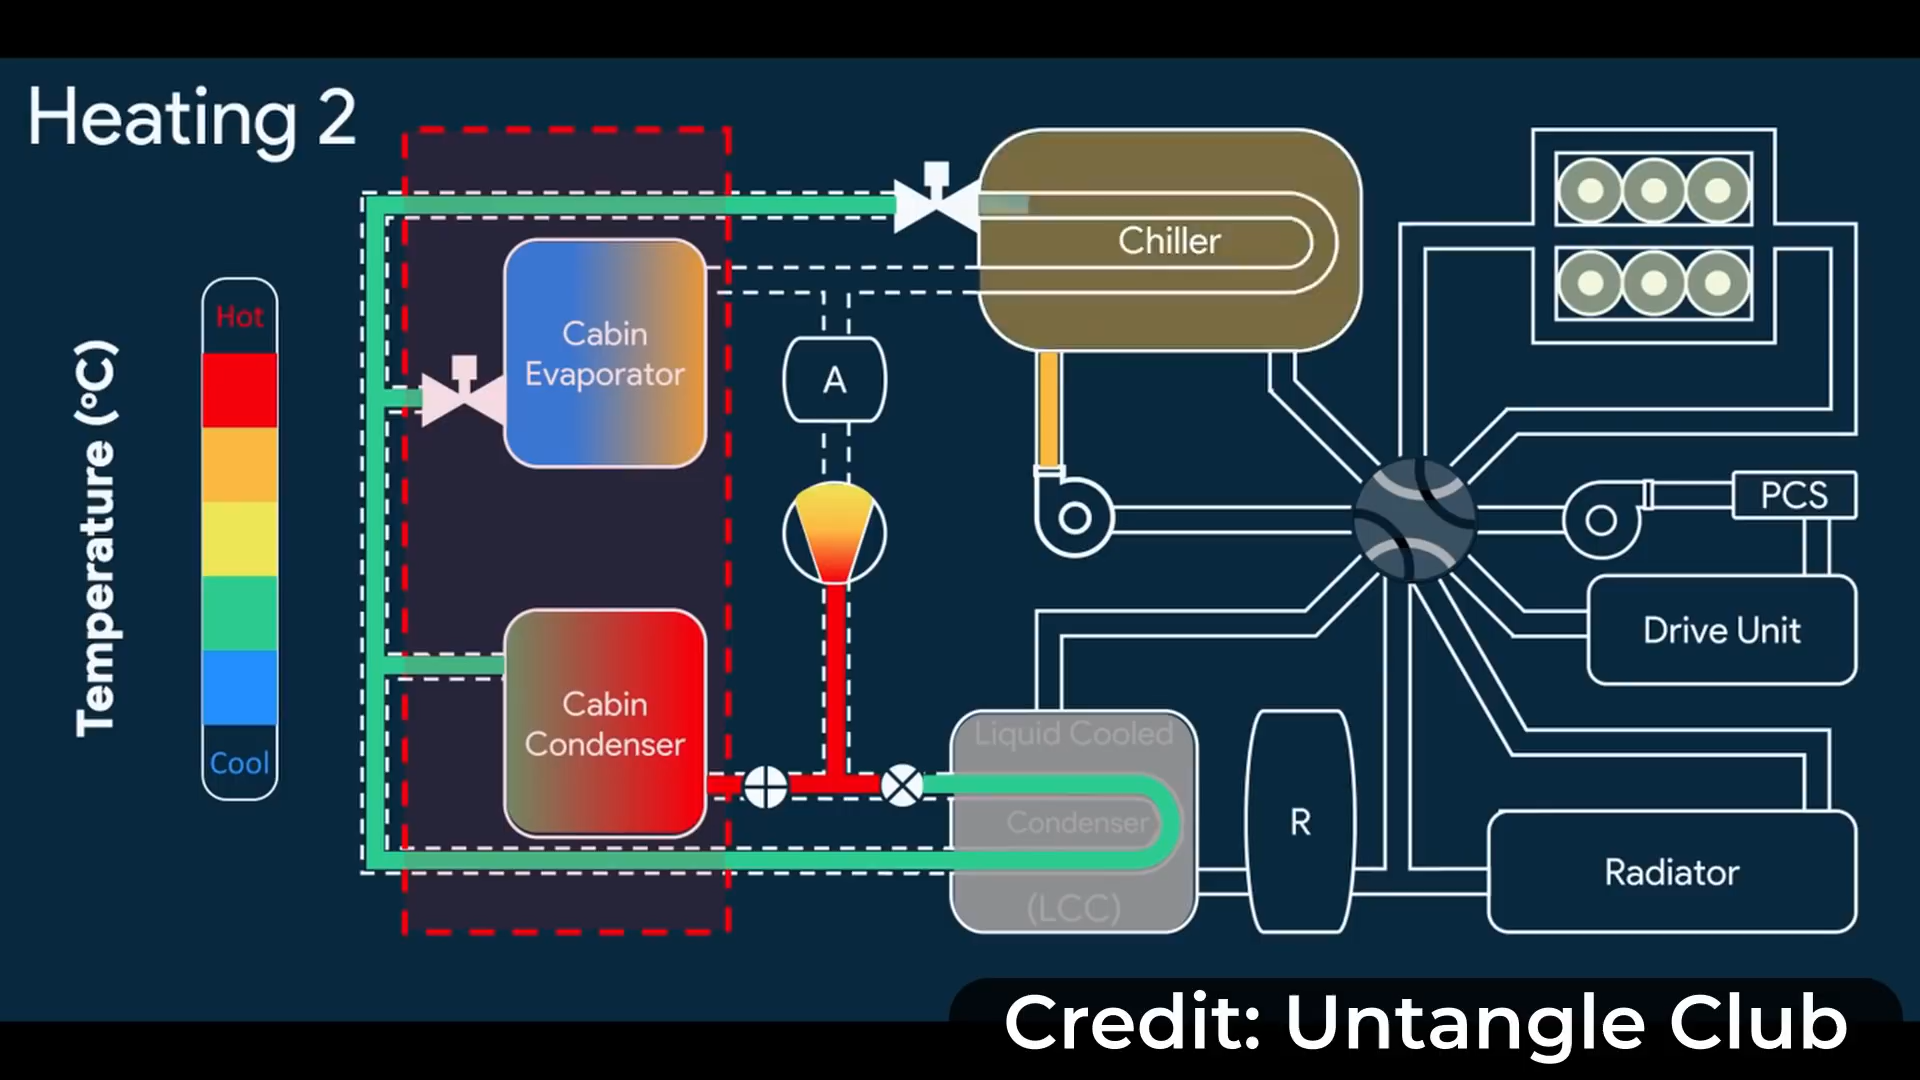 Heating 2
Temperature (°C)
Hot
Cool
Cabin
Evaporator
Cabin
Condenser
A
Chiller
Liquid Cooled
Condenser
(LCC)
R
PCS
Drive Unit
Radiator
Credit: Untangle Club